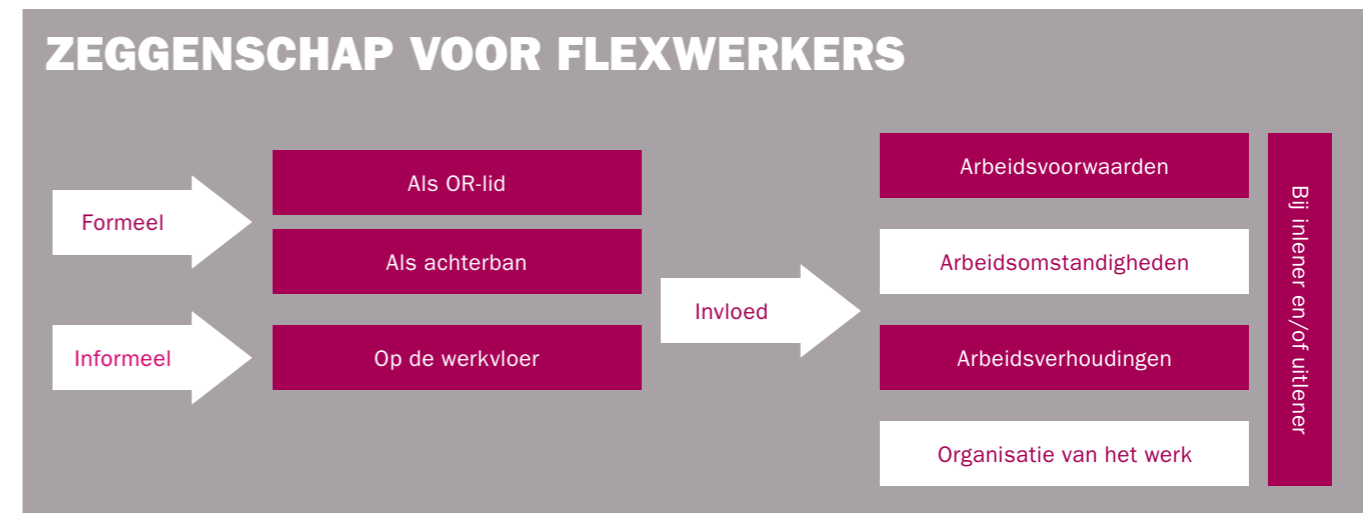 ZEGGENSCHAP VOOR FLEXWERKERS
Formeel
Als OR-lid
Als achterban
Informeel
Op de werkvloer
Invloed
Arbeidsvoorwaarden
Arbeidsomstandigheden
Arbeidsverhoudingen
Organisatie van het werk
Bij inlener en/of uitlener